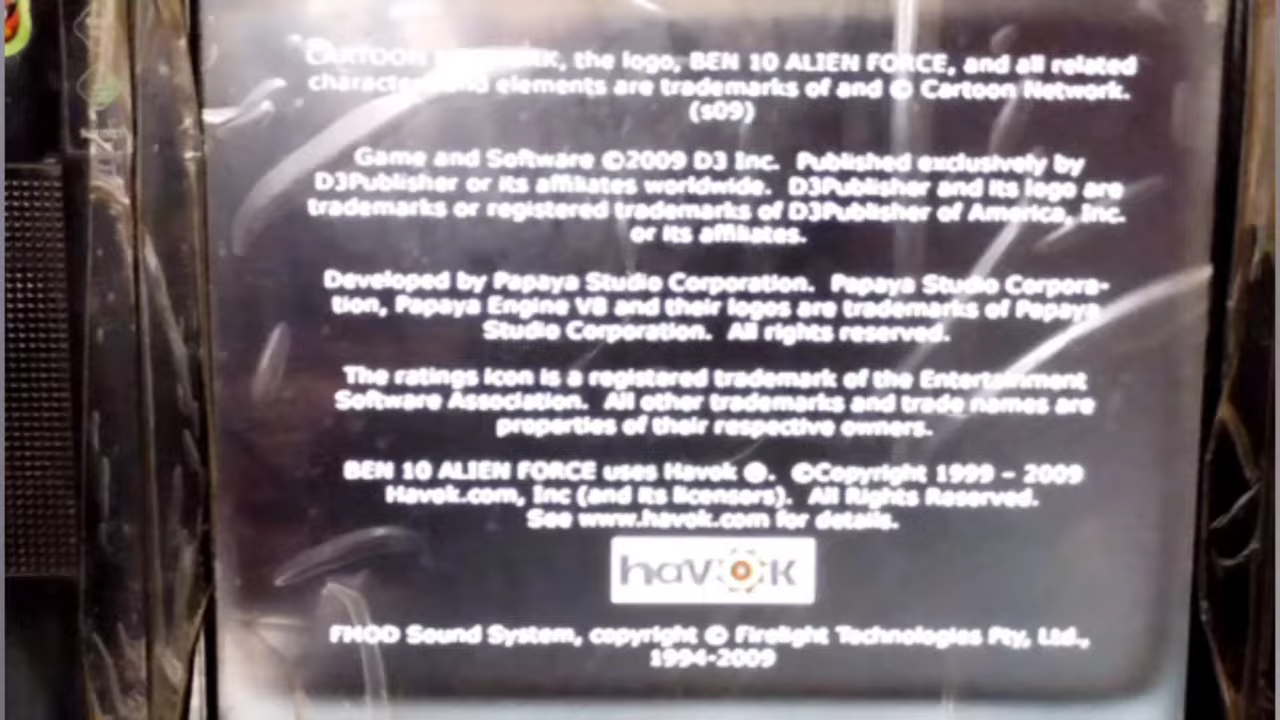 CARTOON NETWORK, the logo, BEN 10 ALIEN FORCE, and all related
characters and elements are trademarks of and © Cartoon Network.
(s09)
Game and Software ©2009 D3 Inc. Published exclusively by
D3Publisher or its affiliates worldwide. D3Publisher and its logo are
trademarks or registered trademarks of D3Publisher of America, Inc.
or its affiliates.
Developed by Papaya Studio Corporation. Papaya Studio Corpora-
tion, Papaya Engine V8 and their logos are trademarks of Papaya
Studio Corporation. All rights reserved.
The ratings icon is a registered trademark of the Entertainment
Software Association. All other trademarks and trade names are
properties of their respective owners.
BEN 10 ALIEN FORCE uses Havok ®. ©Copyright 1999 – 2009
Havok.com, Inc (and its licensors). All Rights Reserved.
See www.havok.com for details.
havok
FMOD Sound System, copyright © Firelight Technologies Pty, Ltd.,
1994-2009